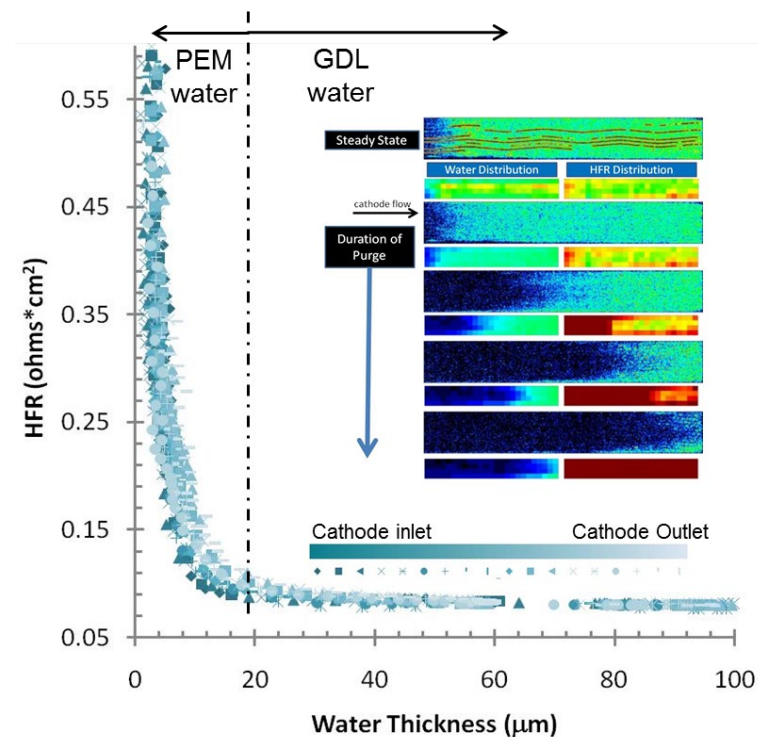 PEM
water
GDL
water
0.55
0.45
0.35
0.25
0.15
0.05
HFR (ohms*cm²)
Steady State
Water Distribution
HFR Distribution
cathode flow
Duration of
Purge
Cathode inlet
Cathode Outlet
0
20
40
60
80
100
Water Thickness (μm)